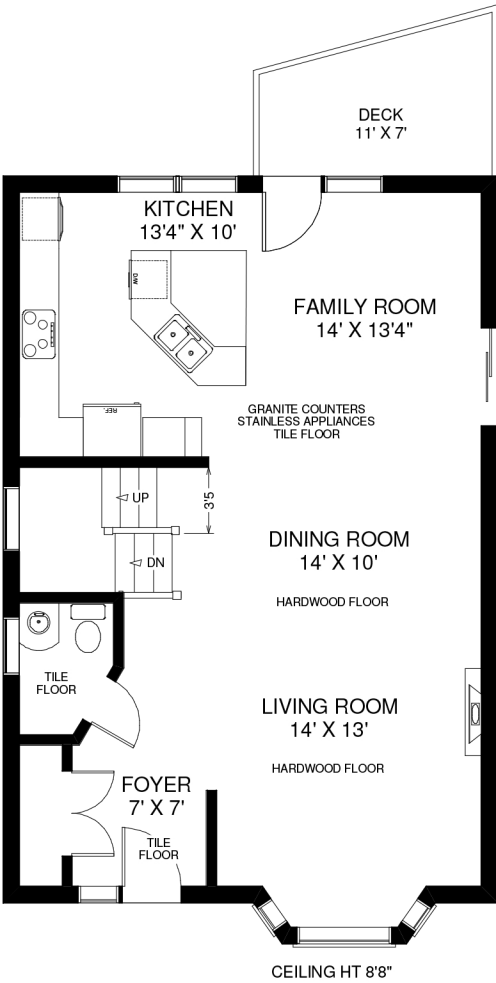 DECK
11' X 7'
KITCHEN
13'4" X 10'
D/W
FAMILY ROOM
14' X 13'4"
REF.
GRANITE COUNTERS
STAINLESS APPLIANCES
TILE FLOOR
UP
3'5
DN
DINING ROOM
14' X 10'
HARDWOOD FLOOR
TILE
FLOOR
LIVING ROOM
14' X 13'
HARDWOOD FLOOR
FOYER
7' X 7'
TILE
FLOOR
CEILING HT 8'8"